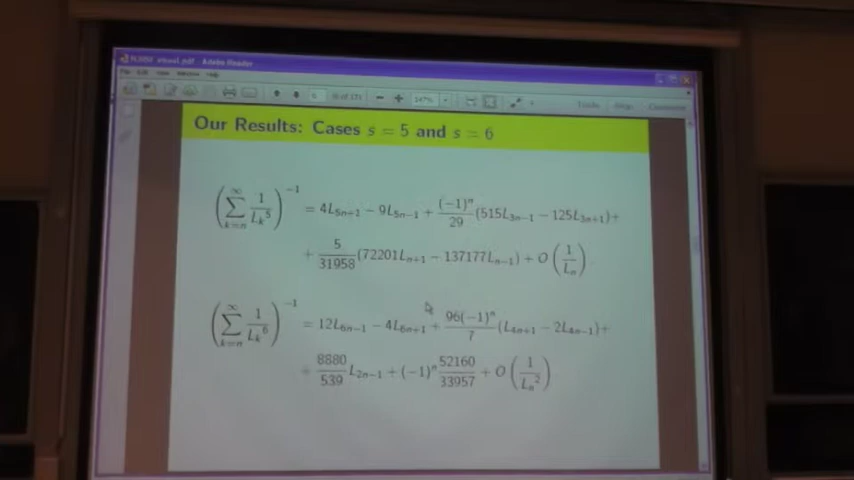 Adobe Reader
147%
Our Results: Cases s = 5 and s = 6
(∑_{k=n}^{∞} 1/L_k^5)^{−1} = 4L_{5n+1} − 9L_{5n−1} + (−1)^n/29 (515L_{3n−1} − 125L_{3n+1})+
+ 5/31958 (72201L_{n+1} − 137177L_{n−1}) + O(1/L_n)
(∑_{k=n}^{∞} 1/L_k^6)^{−1} = 12L_{6n−1} − 4L_{6n+1} + 96(−1)^n/7 (L_{4n+1} − 2L_{4n−1})+
+ 8880/539 L_{2n−1} + (−1)^n 52160/33957 + O(1/L_n^2)